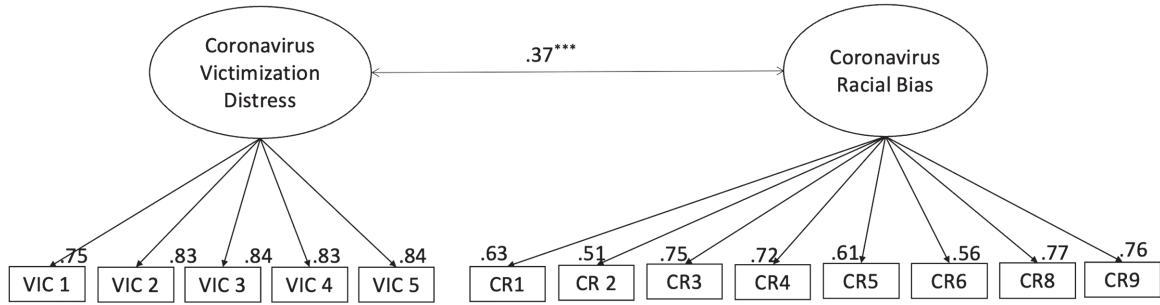 Coronavirus
Victimization
Distress
.37***
Coronavirus
Racial Bias
.75 .83 .84 .83 .84
.63 .51 .75 .72 .61 .56 .77 .76
VIC 1 VIC 2 VIC 3 VIC 4 VIC 5
CR1 CR 2 CR3 CR4 CR5 CR6 CR8 CR9